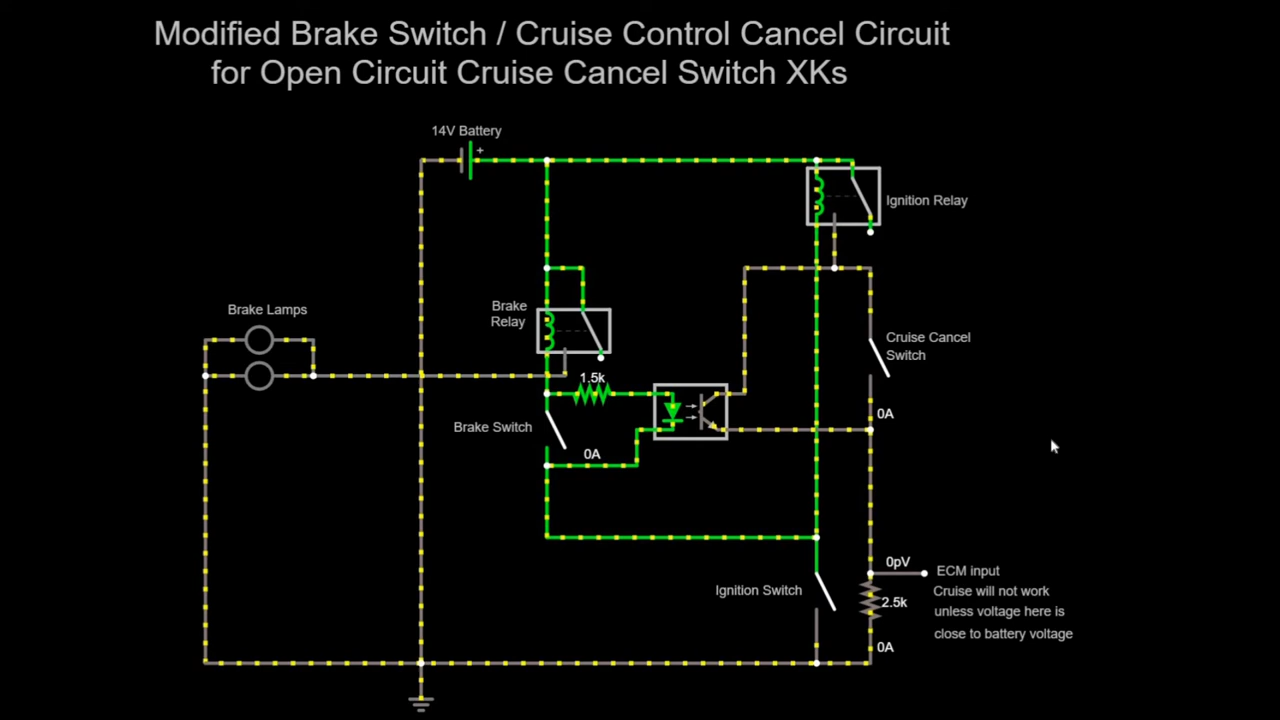 Modified Brake Switch / Cruise Control Cancel Circuit
for Open Circuit Cruise Cancel Switch XKs
14V Battery
+
Ignition Relay
Brake Lamps
Brake
Relay
Cruise Cancel
Switch
1.5k
0A
Brake Switch
0A
0pV
ECM input
Ignition Switch
Cruise will not work
2.5k
unless voltage here is
close to battery voltage
0A